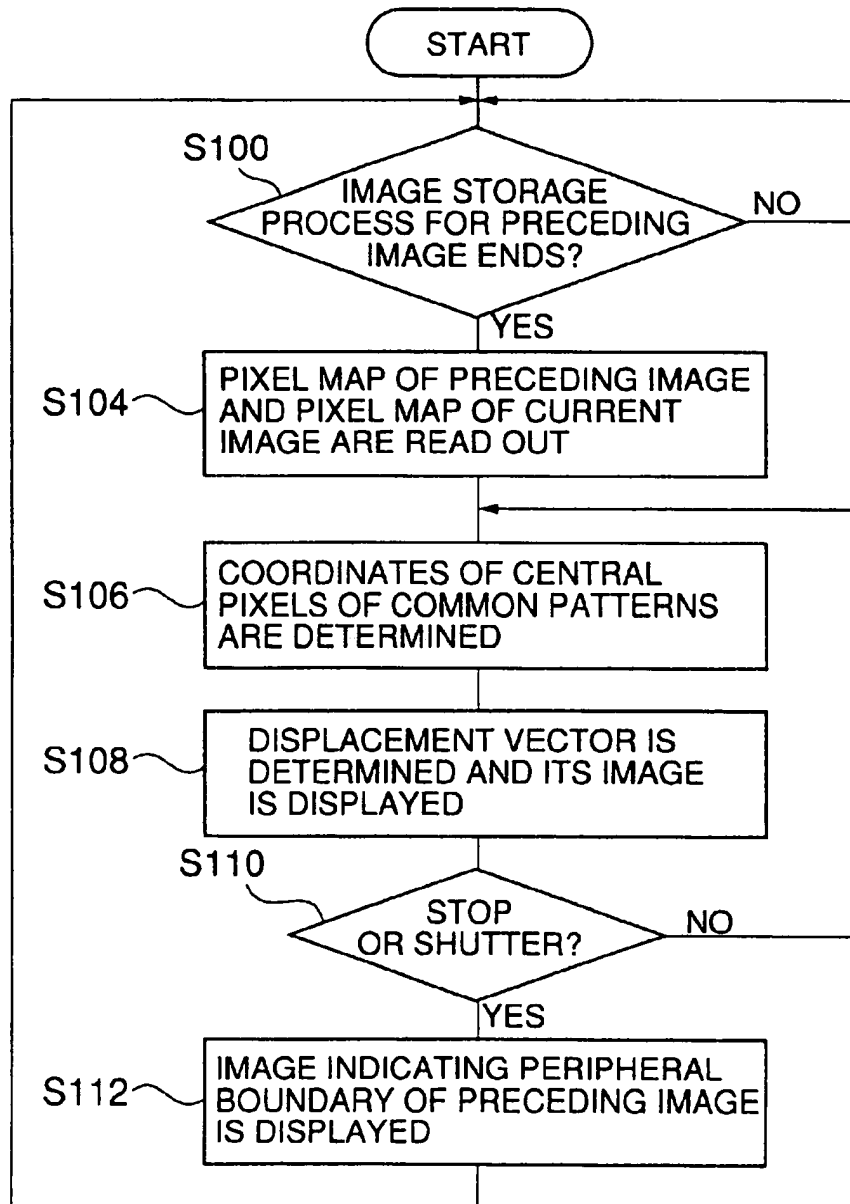 START
S100
IMAGE STORAGE
PROCESS FOR PRECEDING
IMAGE ENDS?
NO
YES
S104
PIXEL MAP OF PRECEDING IMAGE
AND PIXEL MAP OF CURRENT
IMAGE ARE READ OUT
S106
COORDINATES OF CENTRAL
PIXELS OF COMMON PATTERNS
ARE DETERMINED
S108
DISPLACEMENT VECTOR IS
DETERMINED AND ITS IMAGE
IS DISPLAYED
S110
STOP
OR SHUTTER?
NO
YES
S112
IMAGE INDICATING PERIPHERAL
BOUNDARY OF PRECEDING IMAGE
IS DISPLAYED